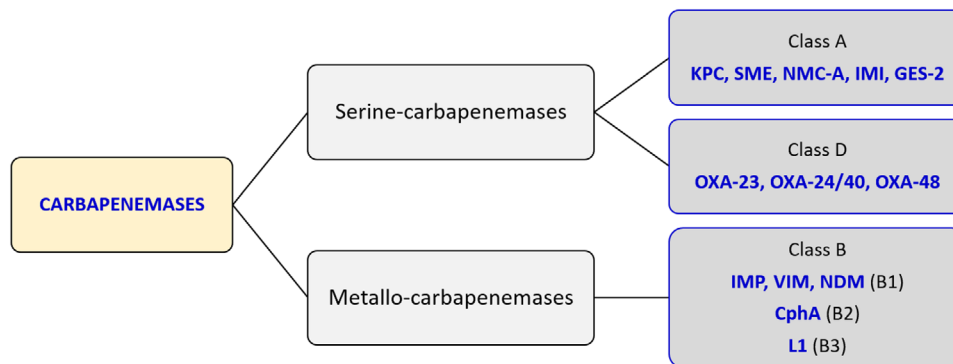 CARBAPENEMASES
Serine-carbapenemases
Class A
KPC, SME, NMC-A, IMI, GES-2
Class D
OXA-23, OXA-24/40, OXA-48
Metallo-carbapenemases
Class B
IMP, VIM, NDM (B1)
CphA (B2)
L1 (B3)